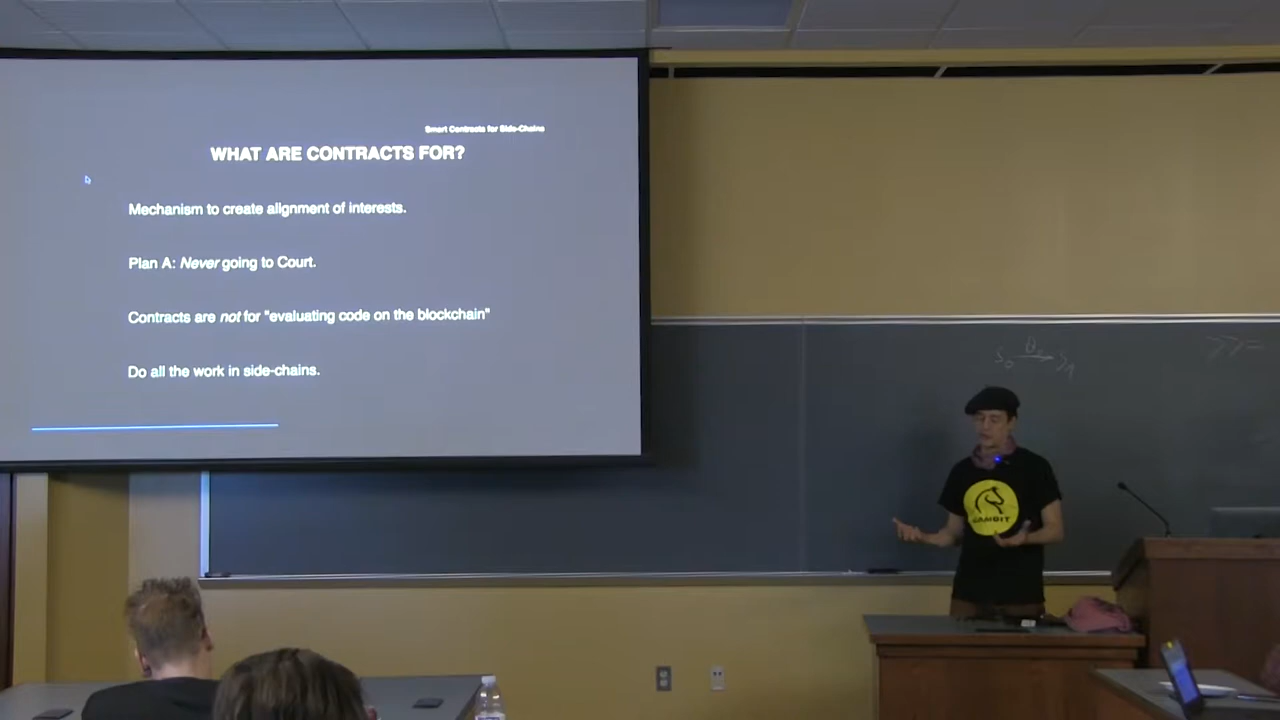 Smart Contracts for Side-Chains
WHAT ARE CONTRACTS FOR?
Mechanism to create alignment of interests.
Plan A: Never going to Court.
Contracts are not for "evaluating code on the blockchain"
Do all the work in side-chains.
GAMBIT